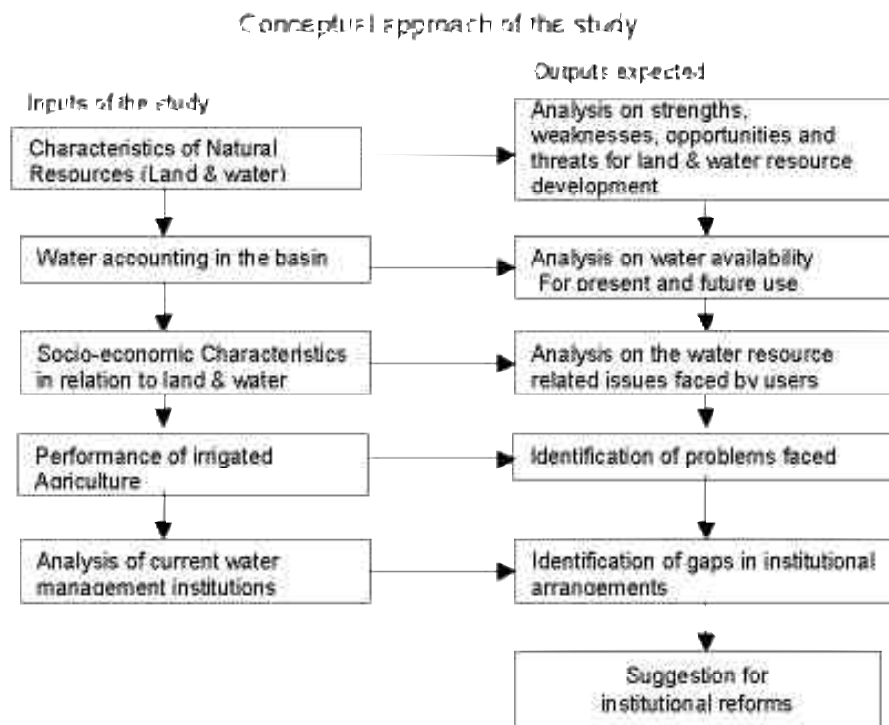 Conceptual approach of the study
Outputs expected
Inputs of the study
Characteristics of Natural
Resources (Land & water)
Analysis on strengths,
weaknesses, opportunities and
threats for land & water resource
development
Water accounting in the basin
Analysis on water availability
For present and future use
Socio-economic Characteristics
in relation to land & water
Analysis on the water resource
related issues faced by users
Performance of irrigated
Agriculture
Identification of problems faced
Analysis of current water
management institutions
Identification of gaps in institutional
arrangements
Suggestion for
institutional reforms